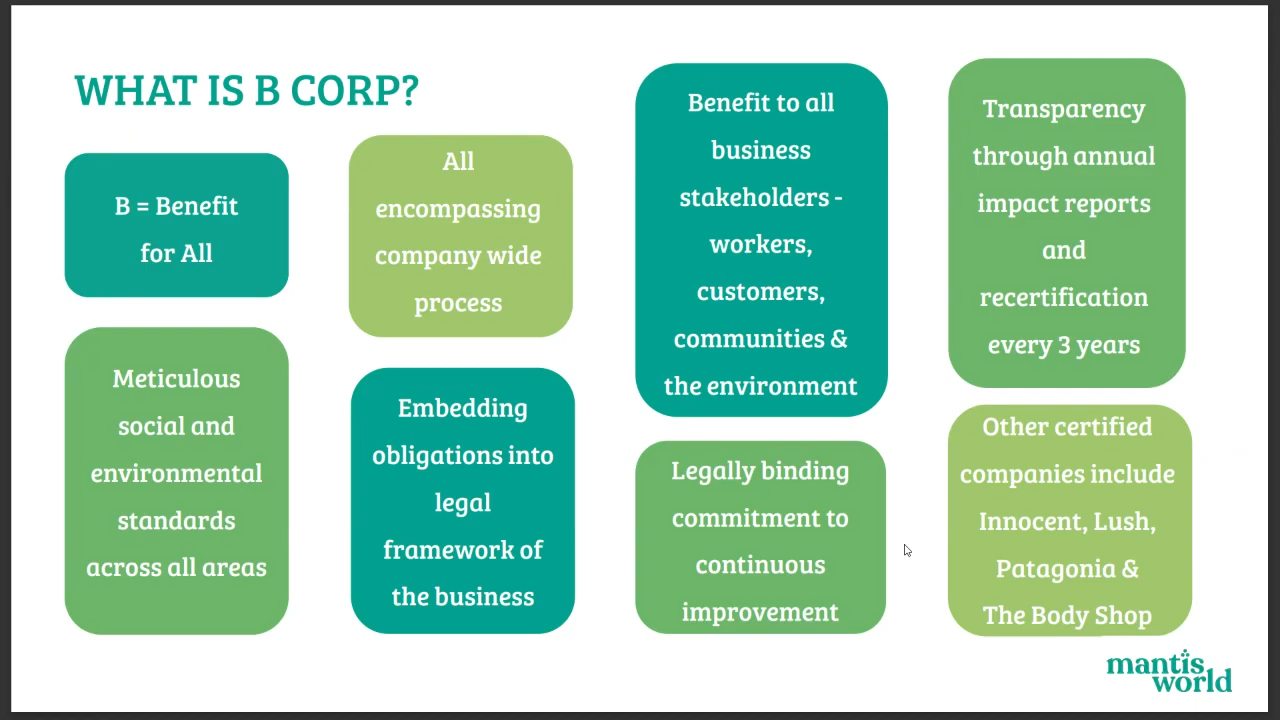 WHAT IS B CORP?
B = Benefit
for All
Meticulous
social and
environmental
standards
across all areas
All
encompassing
company wide
process
Embedding
obligations into
legal
framework of
the business
Benefit to all
business
stakeholders -
workers,
customers,
communities &
the environment
Legally binding
commitment to
continuous
improvement
Transparency
through annual
impact reports
and
recertification
every 3 years
Other certified
companies include
Innocent, Lush,
Patagonia &
The Body Shop
mantis
world